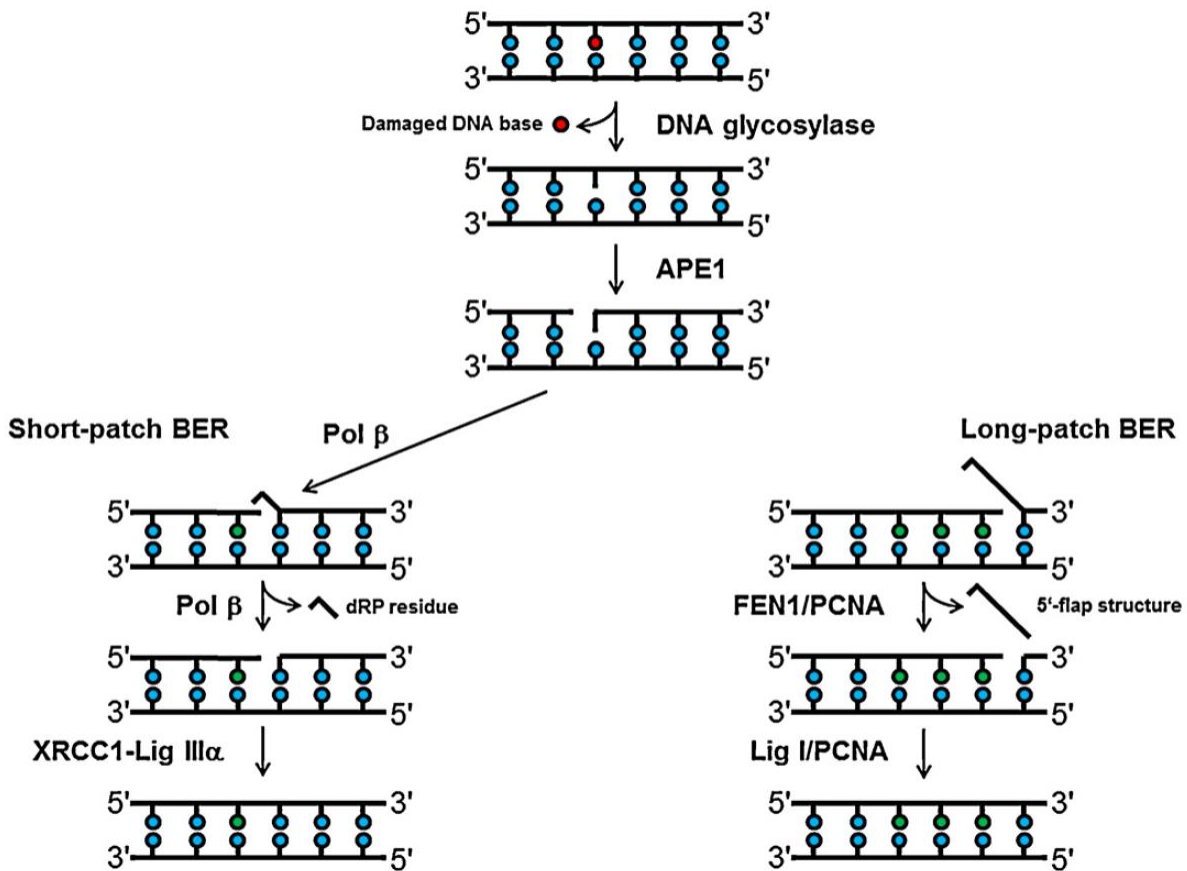 5' 3'
3' 5'
Damaged DNA base DNA glycosylase
5' 3'
3' 5'
APE1
5' 3'
3' 5'
Short-patch BER Pol β Long-patch BER
5' 3' 5' 3'
3' 5' 3' 5'
Pol β dRP residue FEN1/PCNA 5'-flap structure
5' 3' 5' 3'
3' 5' 3' 5'
XRCC1-Lig IIIα Lig I/PCNA
5' 3' 5' 3'
3' 5' 3' 5'